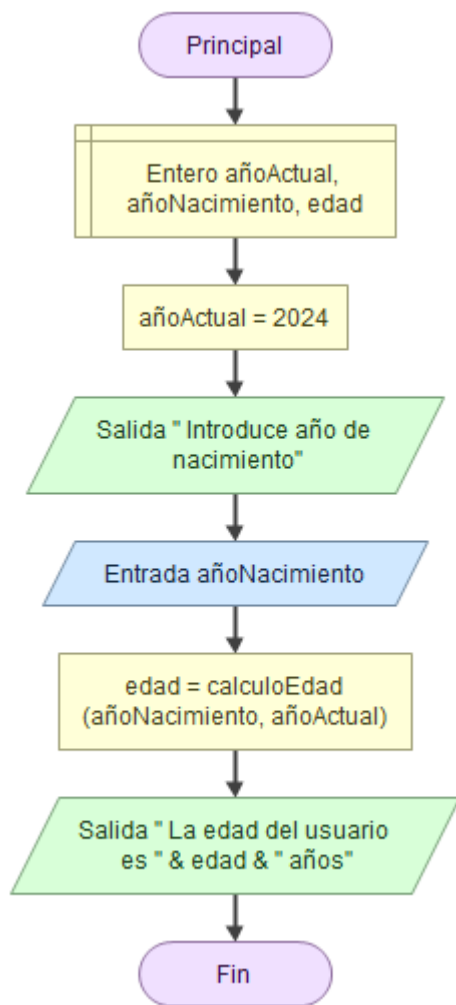 Principal
Entero añoActual,
añoNacimiento, edad
añoActual = 2024
Salida " Introduce año de
nacimiento"
Entrada añoNacimiento
edad = calculoEdad
(añoNacimiento, añoActual)
Salida " La edad del usuario
es " & edad & " años"
Fin